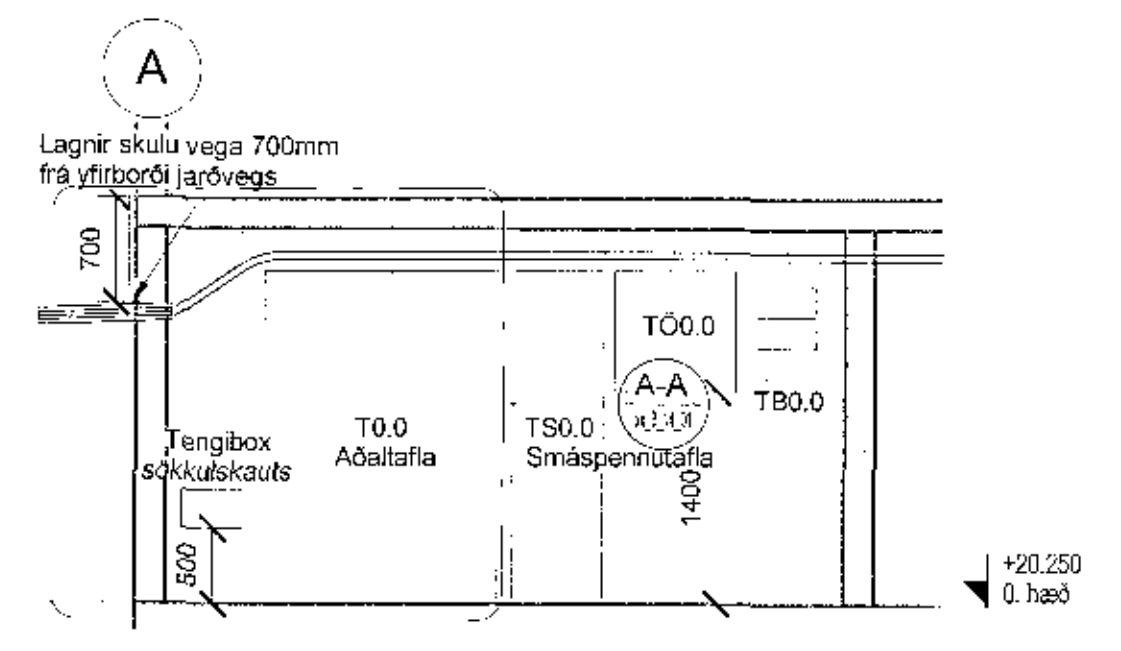 A
Lagnir skulu vega 700mm
frá yfirborði jarðvegs
700
TÖ0.0
A-A
TB0.0
T0.0
Aðaltafla
TS0.0
Smáspennutafla
Tengibox
sökkulskauts
1400
500
+20.250
0. hæð